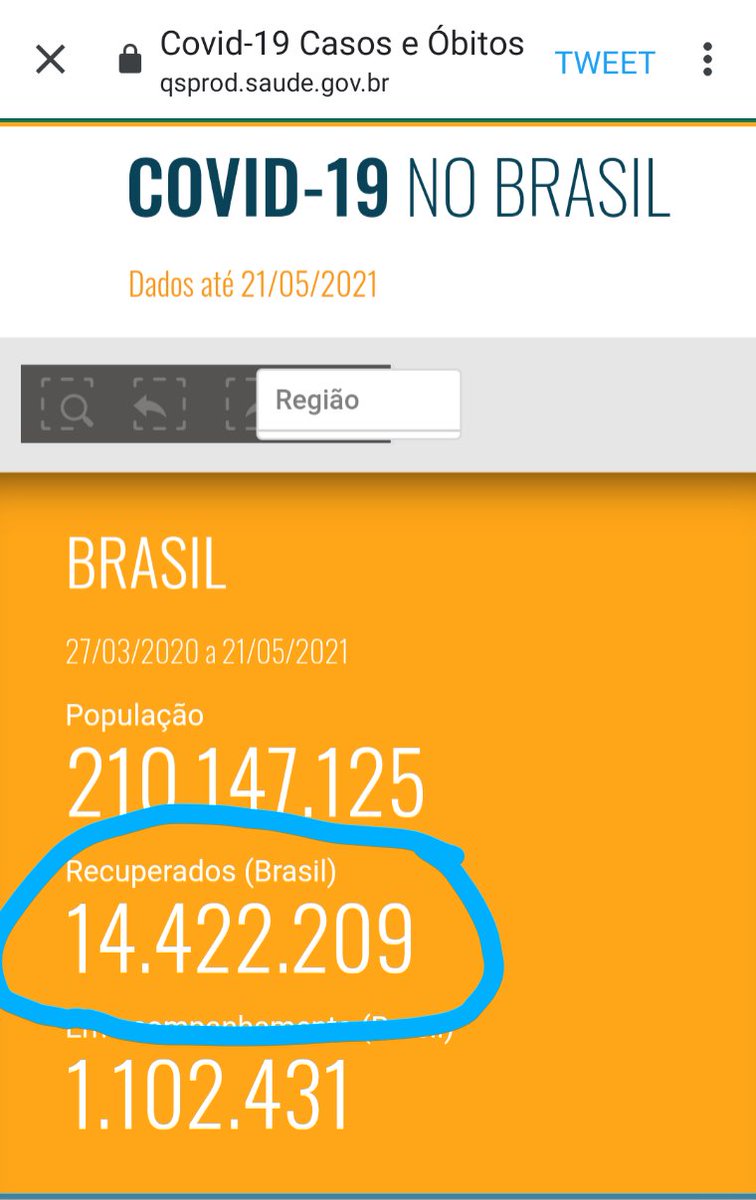 Covid-19 Casos e Óbitos
qsprod.saude.gov.br
TWEET
COVID-19 NO BRASIL
Dados até 21/05/2021
Região
BRASIL
27/03/2020 a 21/05/2021
População
210.147.125
Recuperados (Brasil)
14.422.209
Em acompanhamento (Brasil)
1.102.431